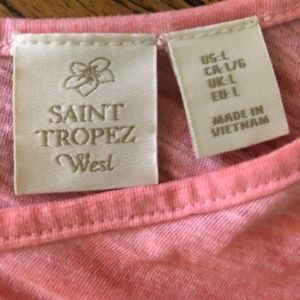 SAINT
TROPEZ
West
US:L
CA:L/G
UK:L
EU:L
MADE IN
VIETNAM